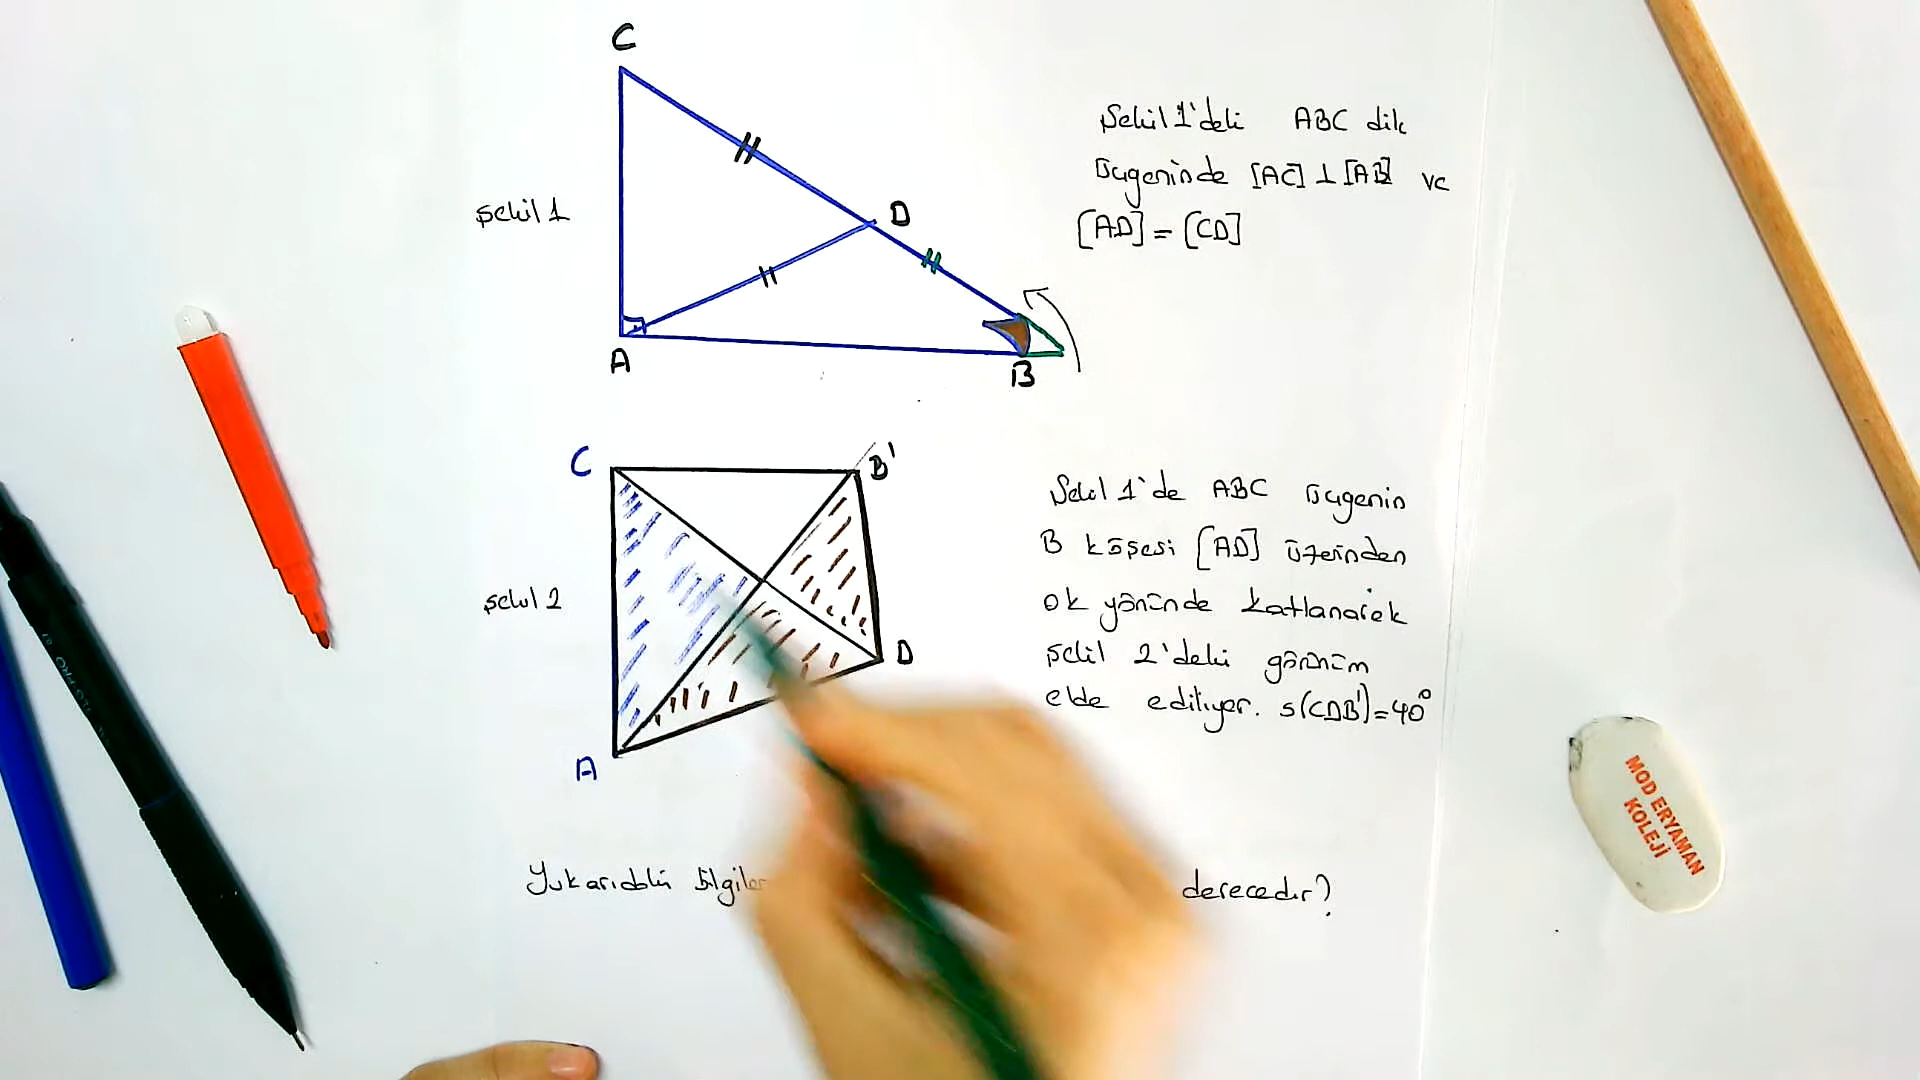 C
Şekil 1'deki ABC dik
üçgeninde [AC] ⊥ [AB] ve
[AD] = [CD]
Şekil 1
D
A
B
C
B'
Şekil 1'de ABC üçgenin
B köşesi [AD] üzerinden
ok yönünde katlanarak
Şekil 2
şekil 2'deki görünüm
D
elde ediliyor. s(CDB')=40°
A
MOD ERYAMAN
KOLEJİ
Yukarıdaki derecedir?